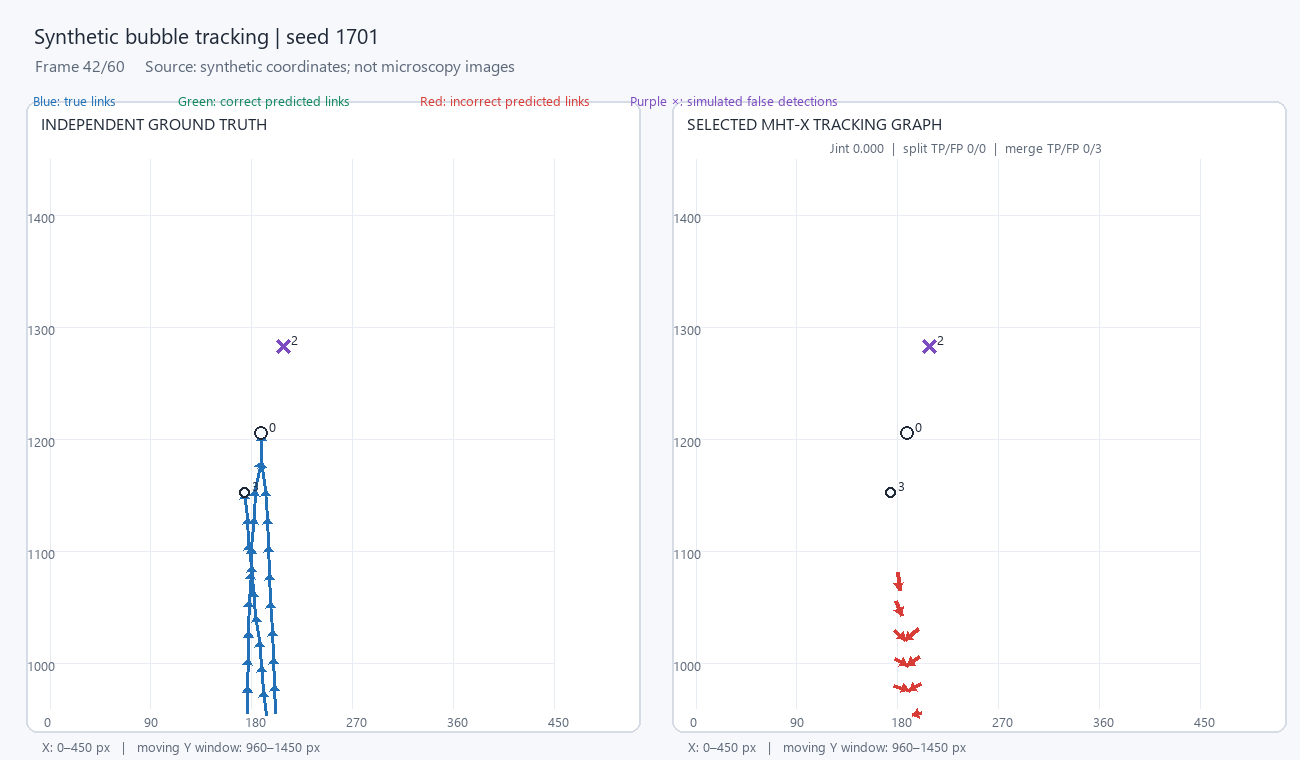 Synthetic bubble tracking | seed 1701
Frame 42/60 Source: synthetic coordinates; not microscopy images
Blue: true links Green: correct predicted links Red: incorrect predicted links Purple ×: simulated false detections
INDEPENDENT GROUND TRUTH
1400
1300
1200
1100
1000
2
0
3
0 90 180 270 360 450
X: 0–450 px | moving Y window: 960–1450 px
SELECTED MHT-X TRACKING GRAPH
Jint 0.000 | split TP/FP 0/0 | merge TP/FP 0/3
1400
1300
1200
1100
1000
2
0
3
0 90 180 270 360 450
X: 0–450 px | moving Y window: 960–1450 px